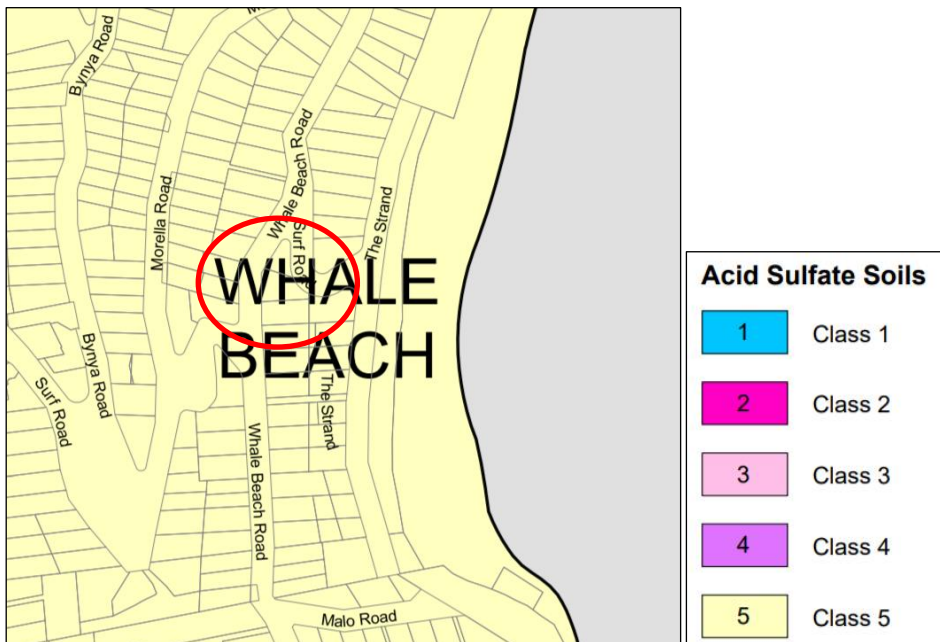 Bynya Road
Whale Beach Road
Morella Road
Surf Road
The Strand
WHALE
BEACH
Bynya Road
Surf Road
The Strand
Whale Beach Road
Malo Road
Acid Sulfate Soils
1 Class 1
2 Class 2
3 Class 3
4 Class 4
5 Class 5